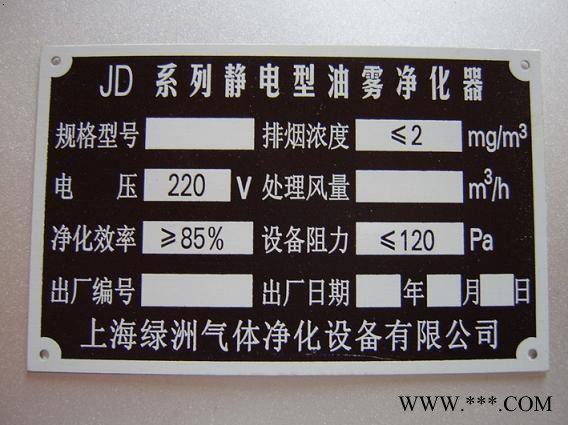 JD 系列静电型油雾净化器
规格型号 排烟浓度 ≤2 mg/m³
电 压 220 V 处理风量 m³/h
净化效率 ≥85% 设备阻力 ≤120 Pa
出厂编号 出厂日期 年 月 日
上海绿洲气体净化设备有限公司
WWW.***.COM